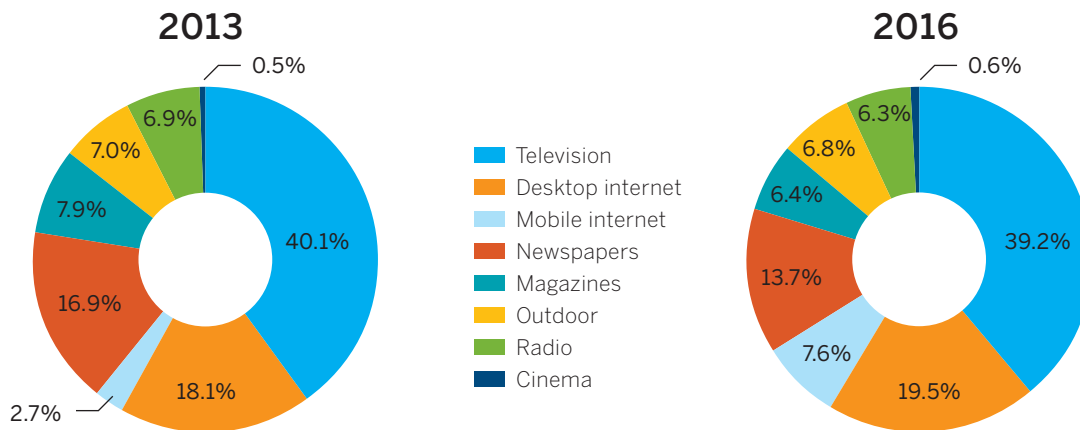 2013
0.5%
6.9%
7.0%
7.9%
40.1%
16.9%
18.1%
2.7%
Television
Desktop internet
Mobile internet
Newspapers
Magazines
Outdoor
Radio
Cinema
2016
0.6%
6.3%
6.8%
6.4%
39.2%
13.7%
7.6%
19.5%